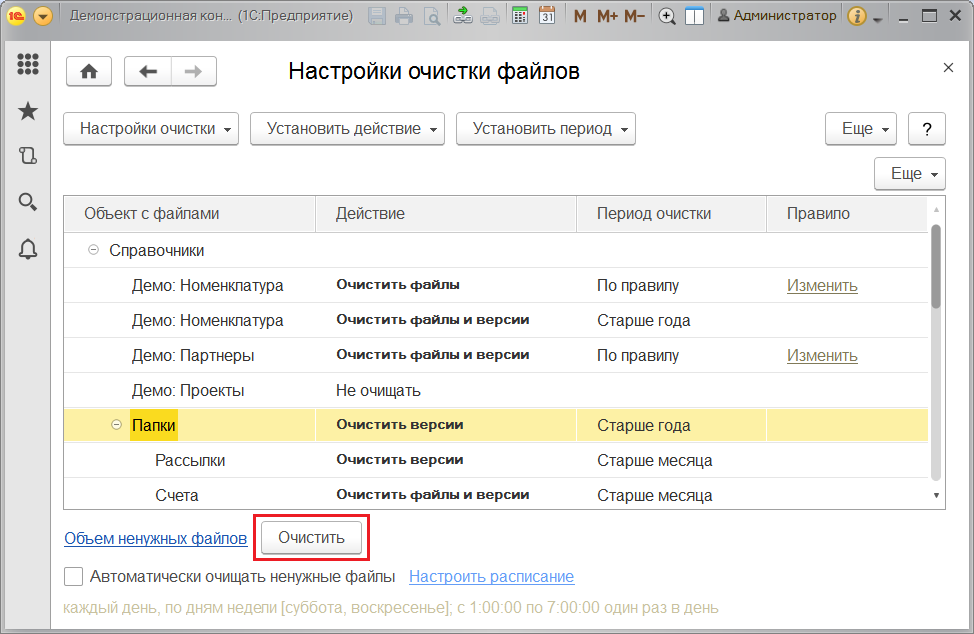 Демонстрационная кон... (1С:Предприятие) 31 M M+ M- Администратор
Настройки очистки файлов
Настройки очистки Установить действие Установить период Еще ?
Еще
Объект с файлами Действие Период очистки Правило
Справочники
Демо: Номенклатура Очистить файлы По правилу Изменить
Демо: Номенклатура Очистить файлы и версии Старше года
Демо: Партнеры Очистить файлы и версии По правилу Изменить
Демо: Проекты Не очищать
Папки Очистить версии Старше года
Рассылки Очистить версии Старше месяца
Счета Очистить файлы и версии Старше месяца
Объем ненужных файлов Очистить
Автоматически очищать ненужные файлы Настроить расписание
каждый день, по дням недели [суббота, воскресенье]; с 1:00:00 по 7:00:00 один раз в день